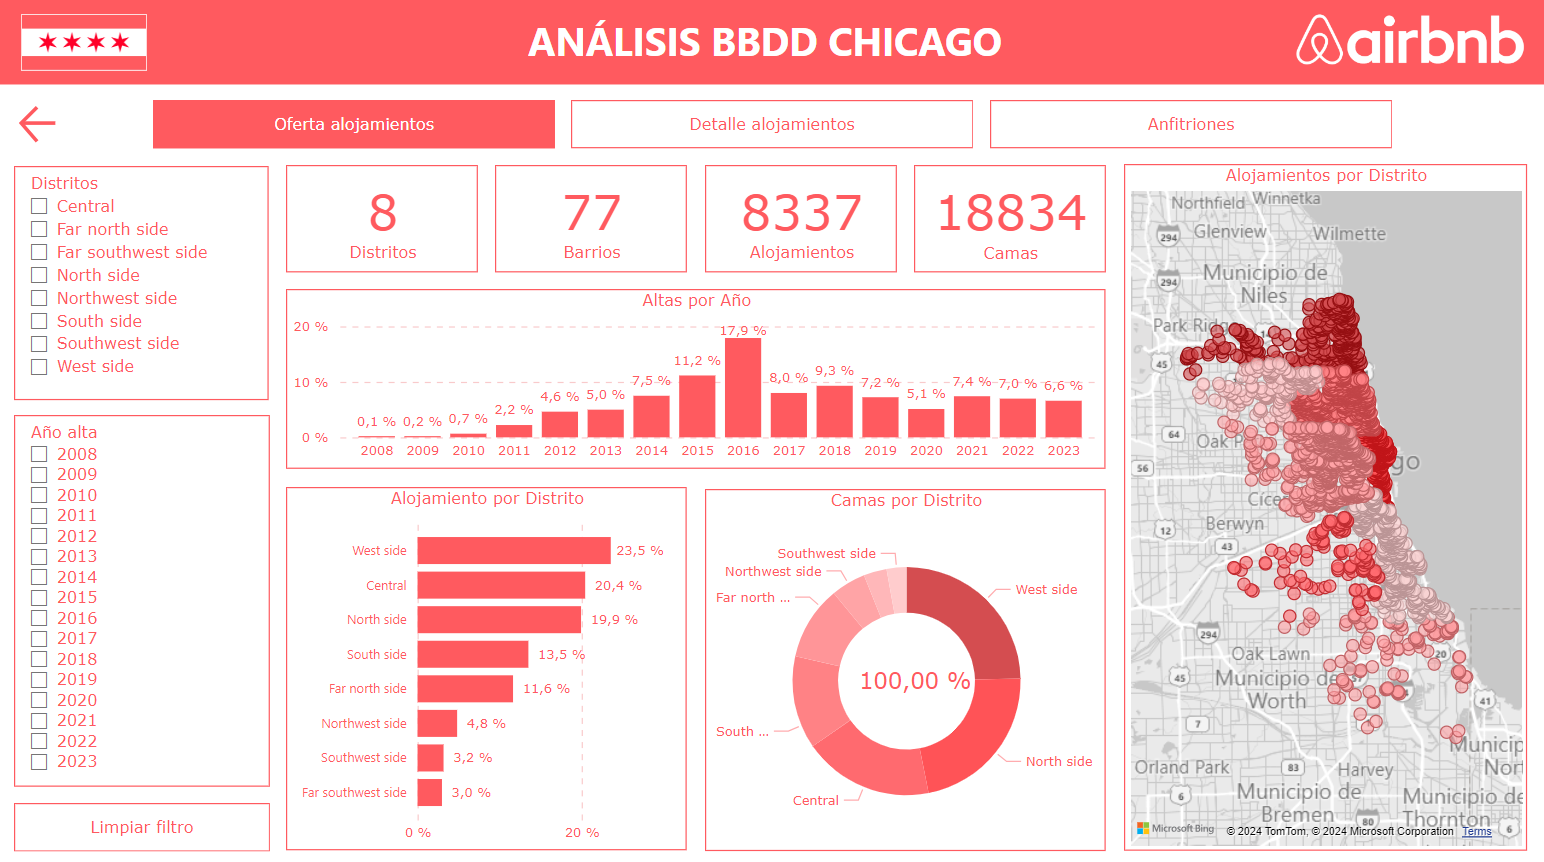 ANÁLISIS BBDD CHICAGO
airbnb
Oferta alojamientos
Detalle alojamientos
Anfitriones
Distritos
Central
Far north side
Far southwest side
North side
Northwest side
South side
Southwest side
West side
Año alta
2008
2009
2010
2011
2012
2013
2014
2015
2016
2017
2018
2019
2020
2021
2022
2023
Limpiar filtro
8
Distritos
77
Barrios
8337
Alojamientos
18834
Camas
Altas por Año
20 %
10 %
0 %
0,1 % 0,2 % 0,7 % 2,2 % 4,6 % 5,0 % 7,5 % 11,2 % 17,9 % 8,0 % 9,3 % 7,2 % 5,1 % 7,4 % 7,0 % 6,6 %
2008 2009 2010 2011 2012 2013 2014 2015 2016 2017 2018 2019 2020 2021 2022 2023
Alojamiento por Distrito
West side 23,5 %
Central 20,4 %
North side 19,9 %
South side 13,5 %
Far north side 11,6 %
Northwest side 4,8 %
Southwest side 3,2 %
Far southwest side 3,0 %
0 % 20 %
Camas por Distrito
Southwest side
Northwest side
Far north ...
West side
100,00 %
South ...
North side
Central
Alojamientos por Distrito
Northfield Winnetka
294 Glenview Wilmette
294 Municipio de
Niles
Park Ridg
45
64 Oak P
56 go
Cíce
12 Berwyn
43
294
Oak Lawn 20
45 Municipio de
Worth 41
7
Municip
Orland Park 83 Harvey Nort
6 Municipio de Municipio de
Bremen 80 Thornton 6
Microsoft Bing © 2024 TomTom, © 2024 Microsoft Corporation Terms